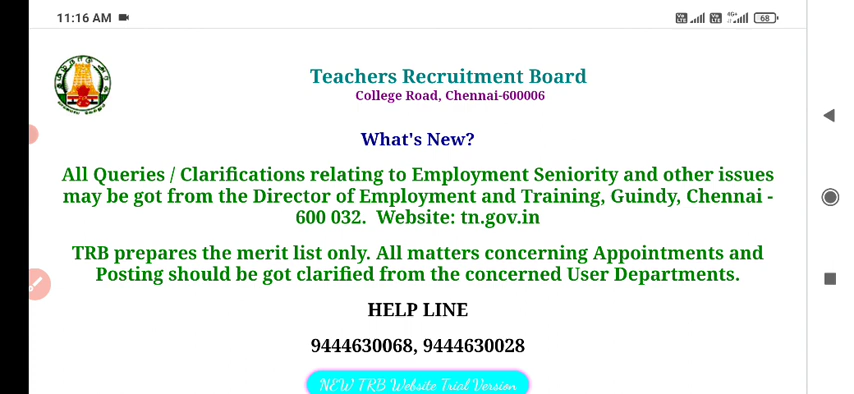 11:16 AM
4G+
68
Teachers Recruitment Board
College Road, Chennai-600006
What's New?
All Queries / Clarifications relating to Employment Seniority and other issues
may be got from the Director of Employment and Training, Guindy, Chennai -
600 032. Website: tn.gov.in
TRB prepares the merit list only. All matters concerning Appointments and
Posting should be got clarified from the concerned User Departments.
HELP LINE
9444630068, 9444630028
NEW TRB Website Trial Version